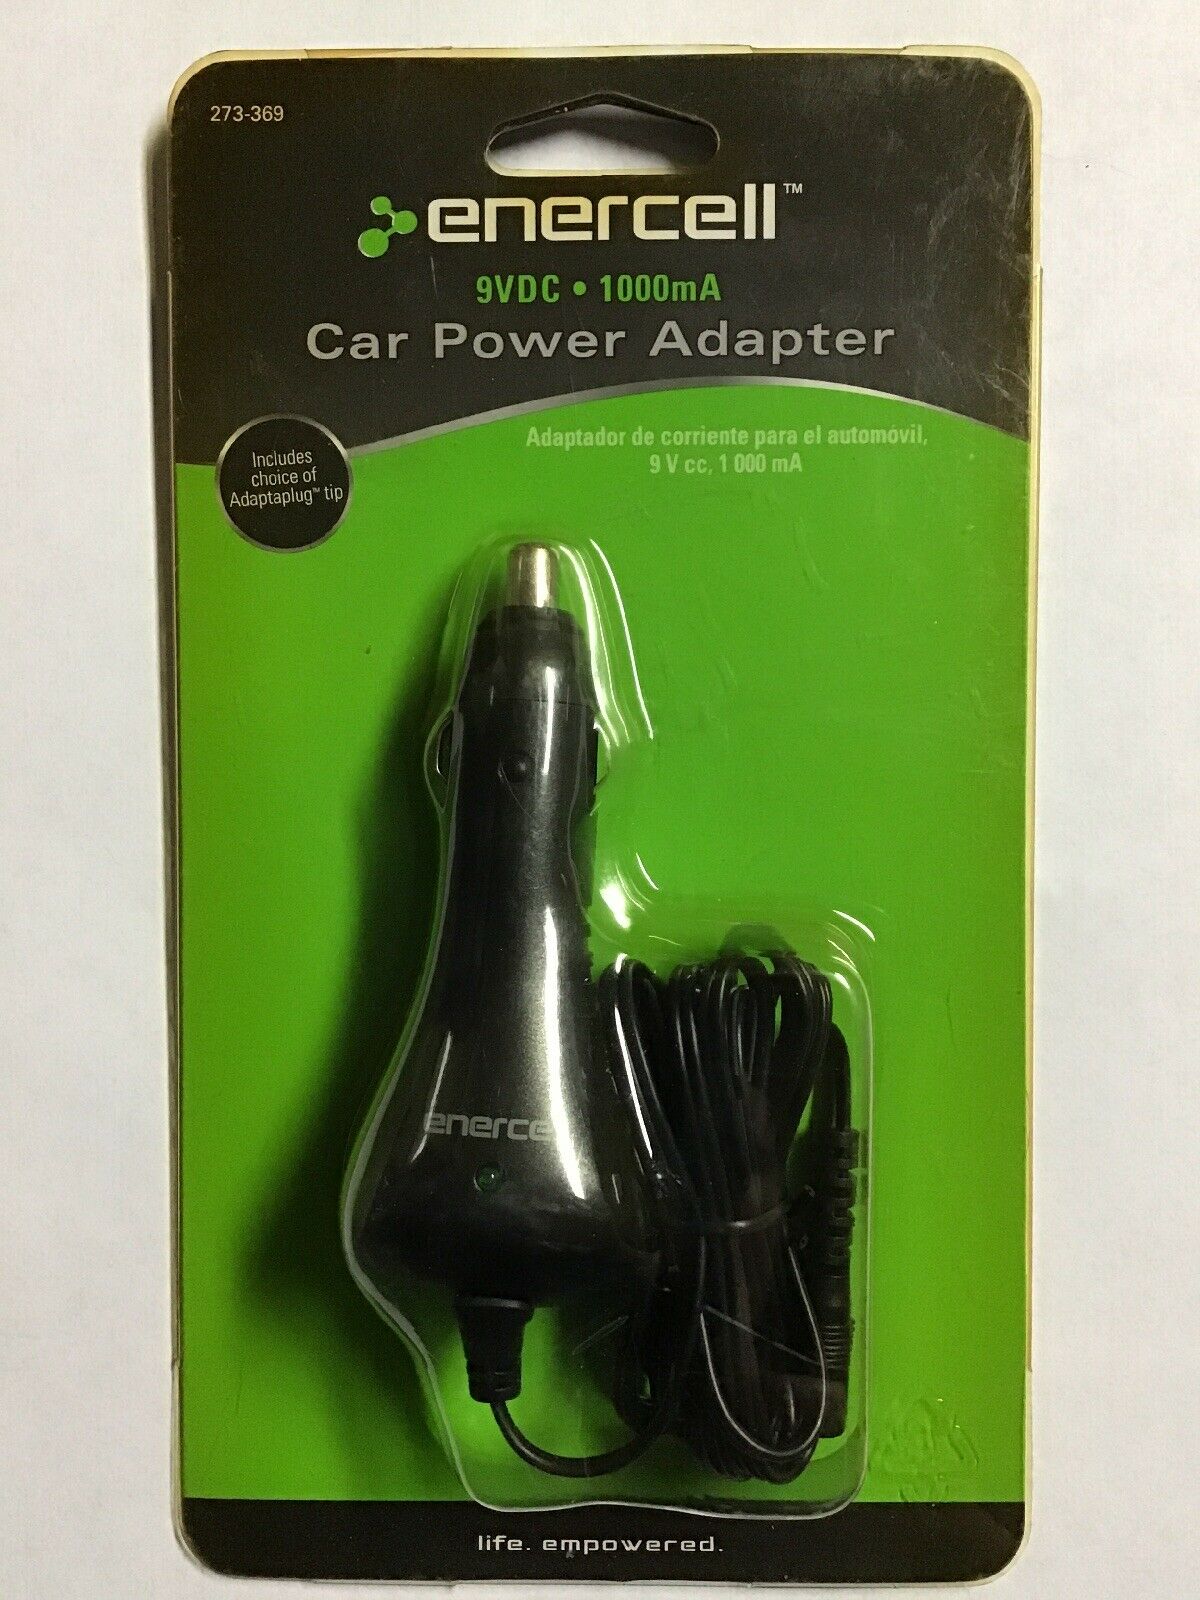 273-369
enercell™
9VDC • 1000mA
Car Power Adapter
Adaptador de corriente para el automóvil,
9 V cc, 1 000 mA
Includes
choice of
Adaptaplug™ tip
enerce
life. empowered.